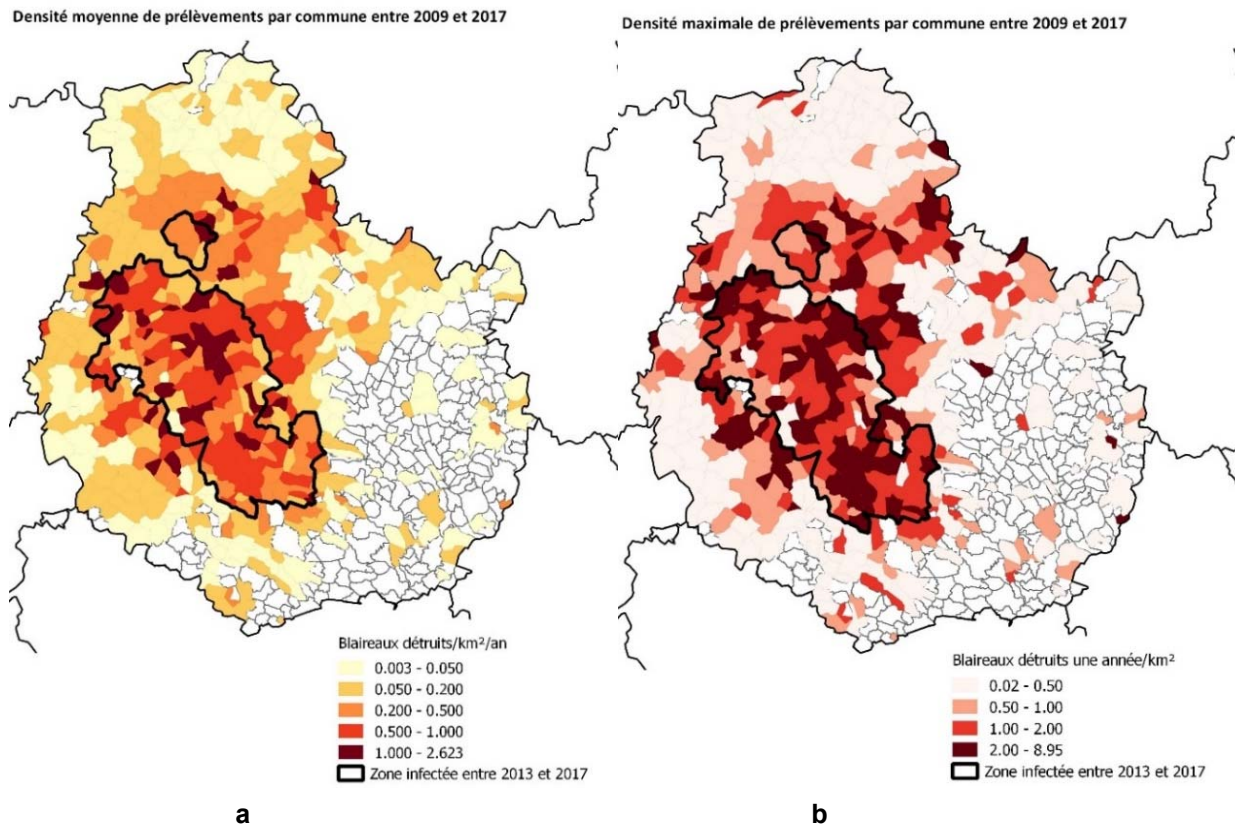 Densité moyenne de prélèvements par commune entre 2009 et 2017
Blaireaux détruits/km²/an
0.003 - 0.050
0.050 - 0.200
0.200 - 0.500
0.500 - 1.000
1.000 - 2.623
Zone infectée entre 2013 et 2017
a
Densité maximale de prélèvements par commune entre 2009 et 2017
Blaireaux détruits une année/km²
0.02 - 0.50
0.50 - 1.00
1.00 - 2.00
2.00 - 8.95
Zone infectée entre 2013 et 2017
b